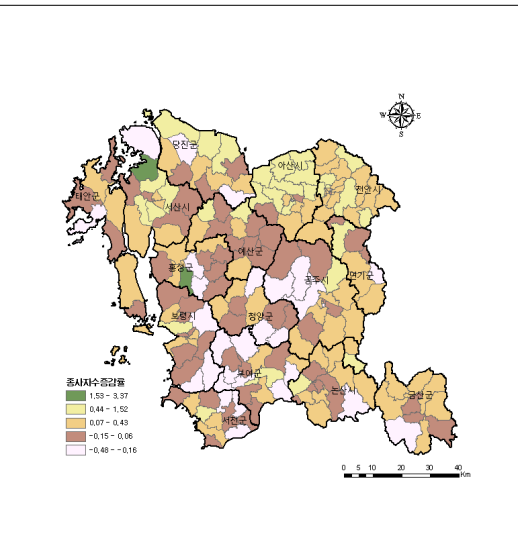 N
W
E
S
당진군
아산시
천안시
태안군
서산시
예산군
홍성군
공주시
연기군
보령시
청양군
부여군
논산시
금산군
서천군
종사자수증감율
1,53 - 3,37
0,44 - 1,52
0,07 - 0,43
-0,15 - 0,06
-0,48 - -0,16
0 5 10 20 30 40
Km